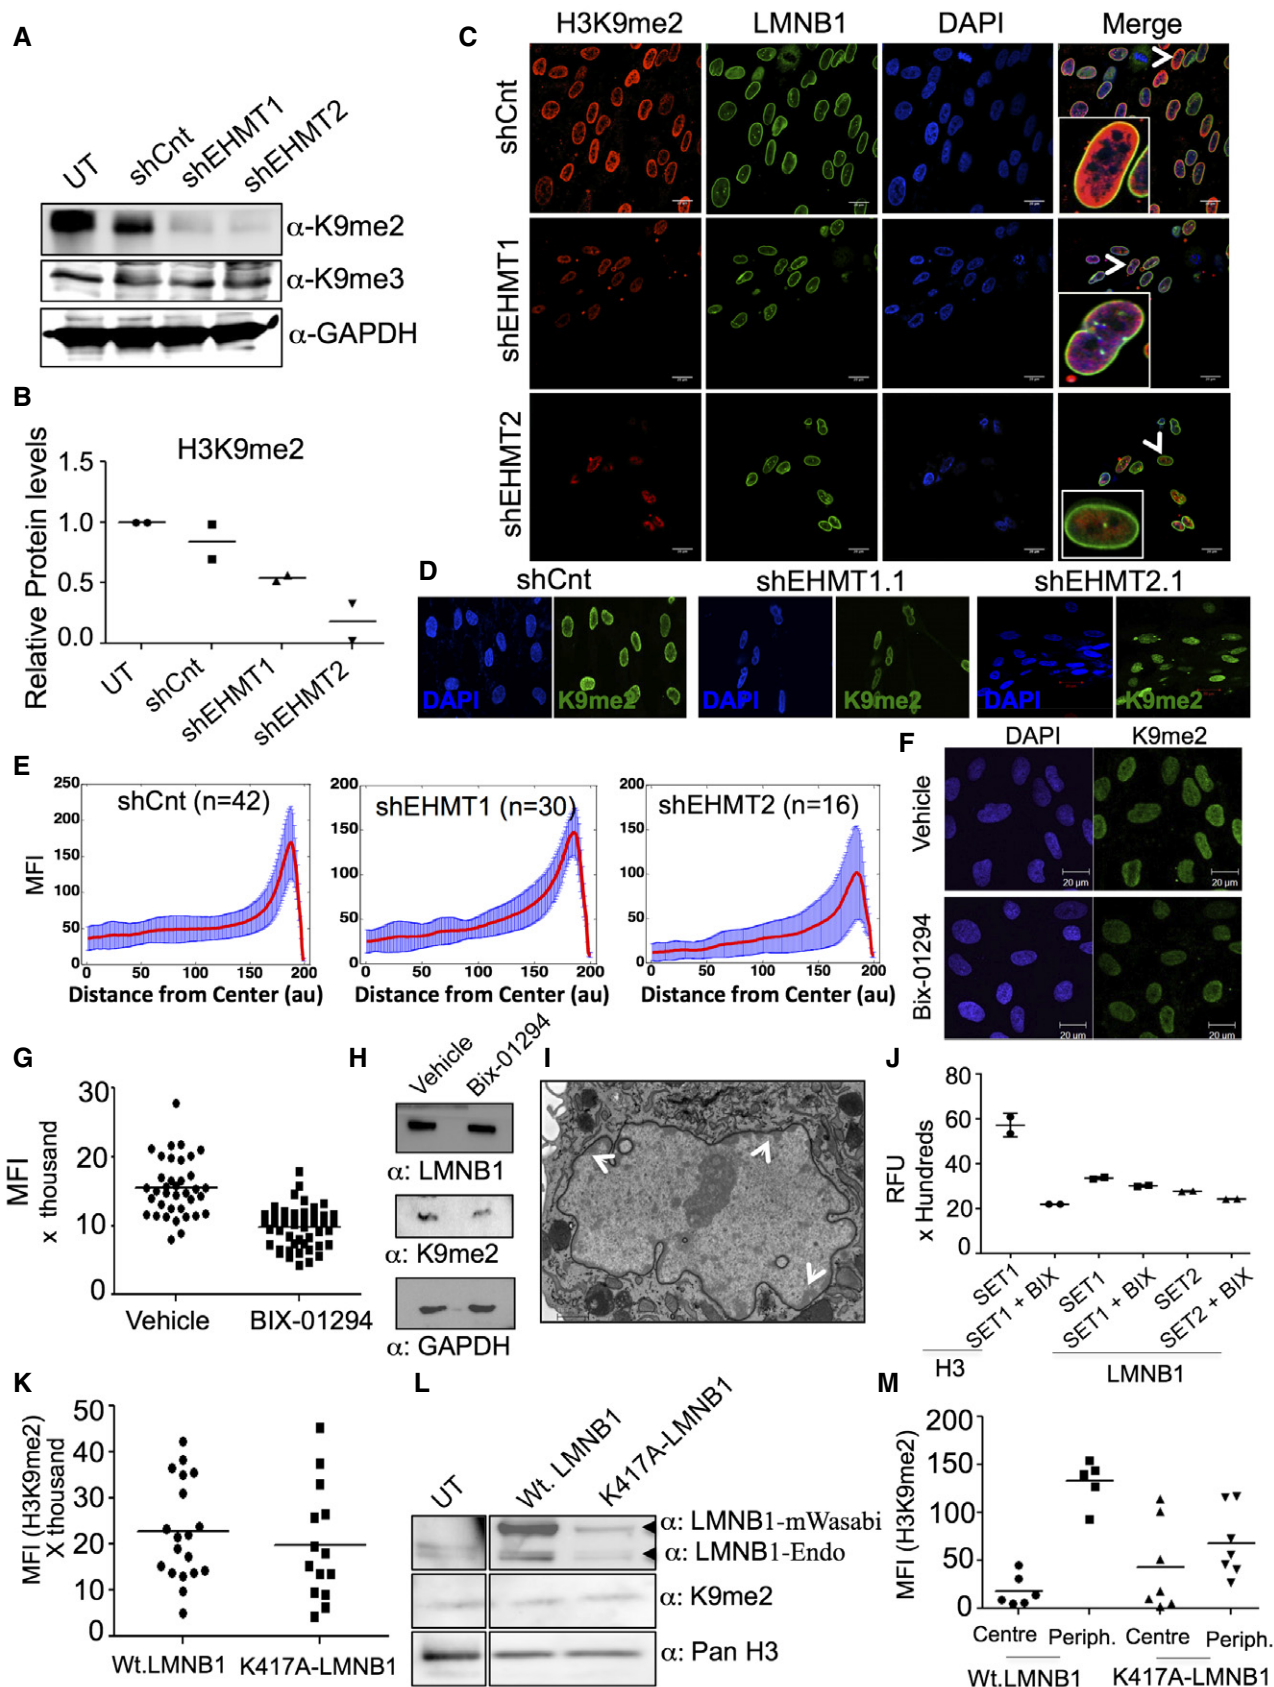 A
UT
shCnt
shEHMT1
shEHMT2
α-K9me2
α-K9me3
α-GAPDH
B
H3K9me2
Relative Protein levels
1.5
1.0
0.5
0.0
UT
shCnt
shEHMT1
shEHMT2
C
H3K9me2
LMNB1
DAPI
Merge
shCnt
shEHMT1
shEHMT2
D
shCnt
shEHMT1.1
shEHMT2.1
DAPI
K9me2
DAPI
K9me2
DAPI
K9me2
E
MFI
250
200
150
100
50
0
shCnt (n=42)
0
50
100
150
200
Distance from Center (au)
200
150
100
50
0
shEHMT1 (n=30)
0
50
100
150
200
Distance from Center (au)
200
150
100
50
0
shEHMT2 (n=16)
0
50
100
150
200
Distance from Center (au)
F
DAPI
K9me2
Vehicle
20 µm
20 µm
Bix-01294
20 µm
20 µm
G
MFI
x thousand
30
20
10
0
Vehicle
BIX-01294
H
Vehicle
Bix-01294
α: LMNB1
α: K9me2
α: GAPDH
I
J
RFU
x Hundreds
80
60
40
20
0
SET1
SET1 + BIX
SET1
SET1 + BIX
SET2
SET2 + BIX
H3
LMNB1
K
MFI (H3K9me2)
X thousand
50
40
30
20
10
0
Wt.LMNB1
K417A-LMNB1
L
UT
Wt. LMNB1
K417A-LMNB1
α: LMNB1-mWasabi
α: LMNB1-Endo
α: K9me2
α: Pan H3
M
MFI (H3K9me2)
200
150
100
50
0
Centre
Periph.
Centre
Periph.
Wt.LMNB1
K417A-LMNB1